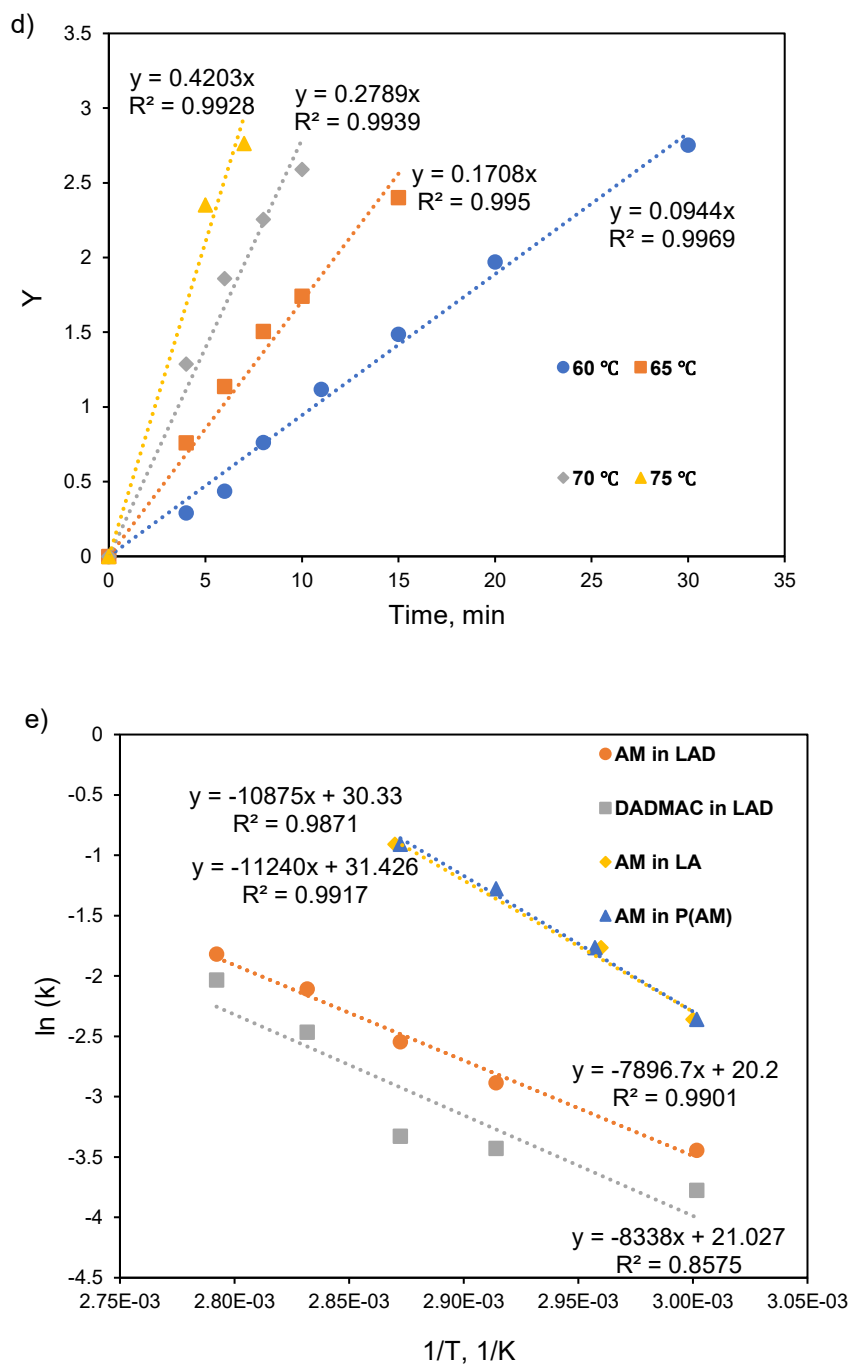 d)
3.5
3
2.5
2
1.5
1
0.5
0
Y
y = 0.4203x
R² = 0.9928
y = 0.2789x
R² = 0.9939
y = 0.1708x
R² = 0.995
y = 0.0944x
R² = 0.9969
60 ℃
65 ℃
70 ℃
75 ℃
0
5
10
15
20
25
30
35
Time, min
e)
0
-0.5
-1
-1.5
-2
-2.5
-3
-3.5
-4
-4.5
ln (k)
AM in LAD
DADMAC in LAD
AM in LA
AM in P(AM)
y = -10875x + 30.33
R² = 0.9871
y = -11240x + 31.426
R² = 0.9917
y = -7896.7x + 20.2
R² = 0.9901
y = -8338x + 21.027
R² = 0.8575
2.75E-03
2.80E-03
2.85E-03
2.90E-03
2.95E-03
3.00E-03
3.05E-03
1/T, 1/K